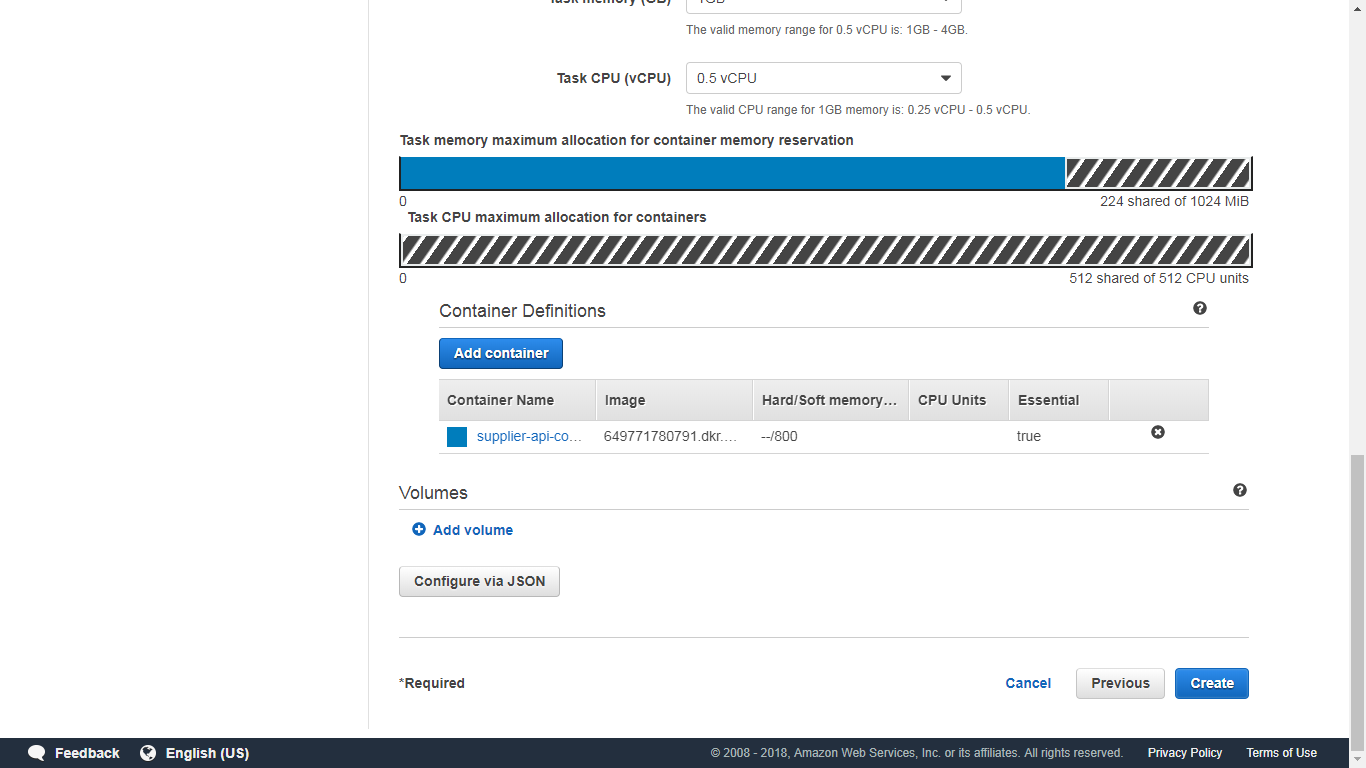 Task memory (GB)
1GB
The valid memory range for 0.5 vCPU is: 1GB - 4GB.
Task CPU (vCPU)
0.5 vCPU
The valid CPU range for 1GB memory is: 0.25 vCPU - 0.5 vCPU.
Task memory maximum allocation for container memory reservation
0
224 shared of 1024 MiB
Task CPU maximum allocation for containers
0
512 shared of 512 CPU units
Container Definitions
Add container
Container Name Image Hard/Soft memory... CPU Units Essential
supplier-api-co... 649771780791.dkr.... --/800 true
Volumes
Add volume
Configure via JSON
*Required
Cancel Previous Create
Feedback English (US) © 2008 - 2018, Amazon Web Services, Inc. or its affiliates. All rights reserved. Privacy Policy Terms of Use